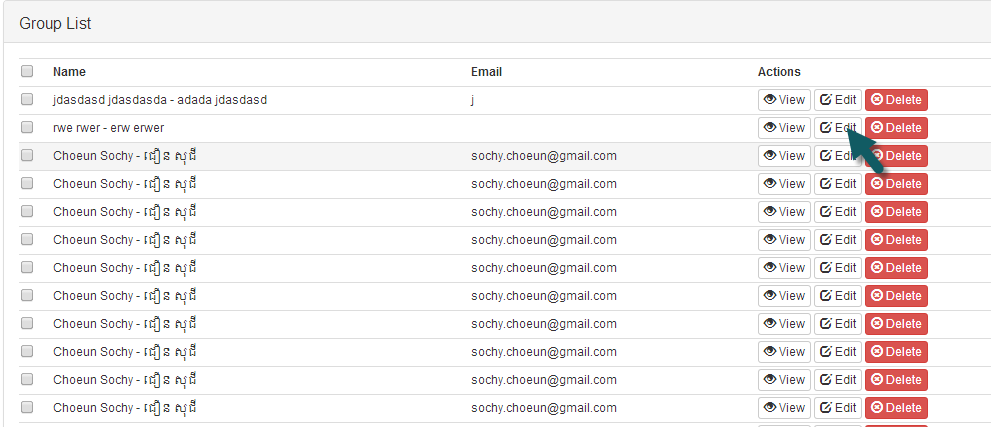 Group List
Name Email Actions
jdasdasd jdasdasda - adada jdasdasd j View Edit Delete
rwe rwer - erw erwer View Edit Delete
Choeun Sochy - ជឿន សុជី sochy.choeun@gmail.com View Edit Delete
Choeun Sochy - ជឿន សុជី sochy.choeun@gmail.com View Edit Delete
Choeun Sochy - ជឿន សុជី sochy.choeun@gmail.com View Edit Delete
Choeun Sochy - ជឿន សុជី sochy.choeun@gmail.com View Edit Delete
Choeun Sochy - ជឿន សុជី sochy.choeun@gmail.com View Edit Delete
Choeun Sochy - ជឿន សុជី sochy.choeun@gmail.com View Edit Delete
Choeun Sochy - ជឿន សុជី sochy.choeun@gmail.com View Edit Delete
Choeun Sochy - ជឿន សុជី sochy.choeun@gmail.com View Edit Delete
Choeun Sochy - ជឿន សុជី sochy.choeun@gmail.com View Edit Delete
Choeun Sochy - ជឿន សុជី sochy.choeun@gmail.com View Edit Delete